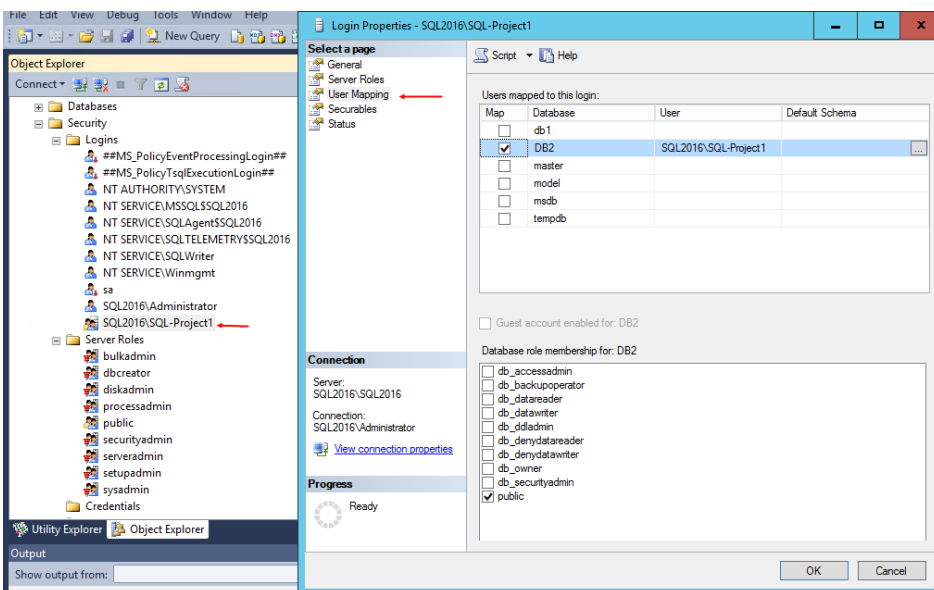 File Edit View Debug Tools Window Help
New Query
Object Explorer
Connect
Databases
Security
Logins
##MS_PolicyEventProcessingLogin##
##MS_PolicyTsqlExecutionLogin##
NT AUTHORITY\SYSTEM
NT SERVICE\MSSQL$SQL2016
NT SERVICE\SQLAgent$SQL2016
NT SERVICE\SQLTELEMETRY$SQL2016
NT SERVICE\SQLWriter
NT SERVICE\Winmgmt
sa
SQL2016\Administrator
SQL2016\SQL-Project1
Server Roles
bulkadmin
dbcreator
diskadmin
processadmin
public
securityadmin
serveradmin
setupadmin
sysadmin
Credentials
Utility Explorer Object Explorer
Output
Show output from:
Login Properties - SQL2016\SQL-Project1
Select a page
General
Server Roles
User Mapping
Securables
Status
Connection
Server:
SQL2016\SQL2016
Connection:
SQL2016\Administrator
View connection properties
Progress
Ready
Script Help
Users mapped to this login:
Map Database User Default Schema
db1
DB2 SQL2016\SQL-Project1 ...
master
model
msdb
tempdb
Guest account enabled for: DB2
Database role membership for: DB2
db_accessadmin
db_backupoperator
db_datareader
db_datawriter
db_ddladmin
db_denydatareader
db_denydatawriter
db_owner
db_securityadmin
public
OK Cancel